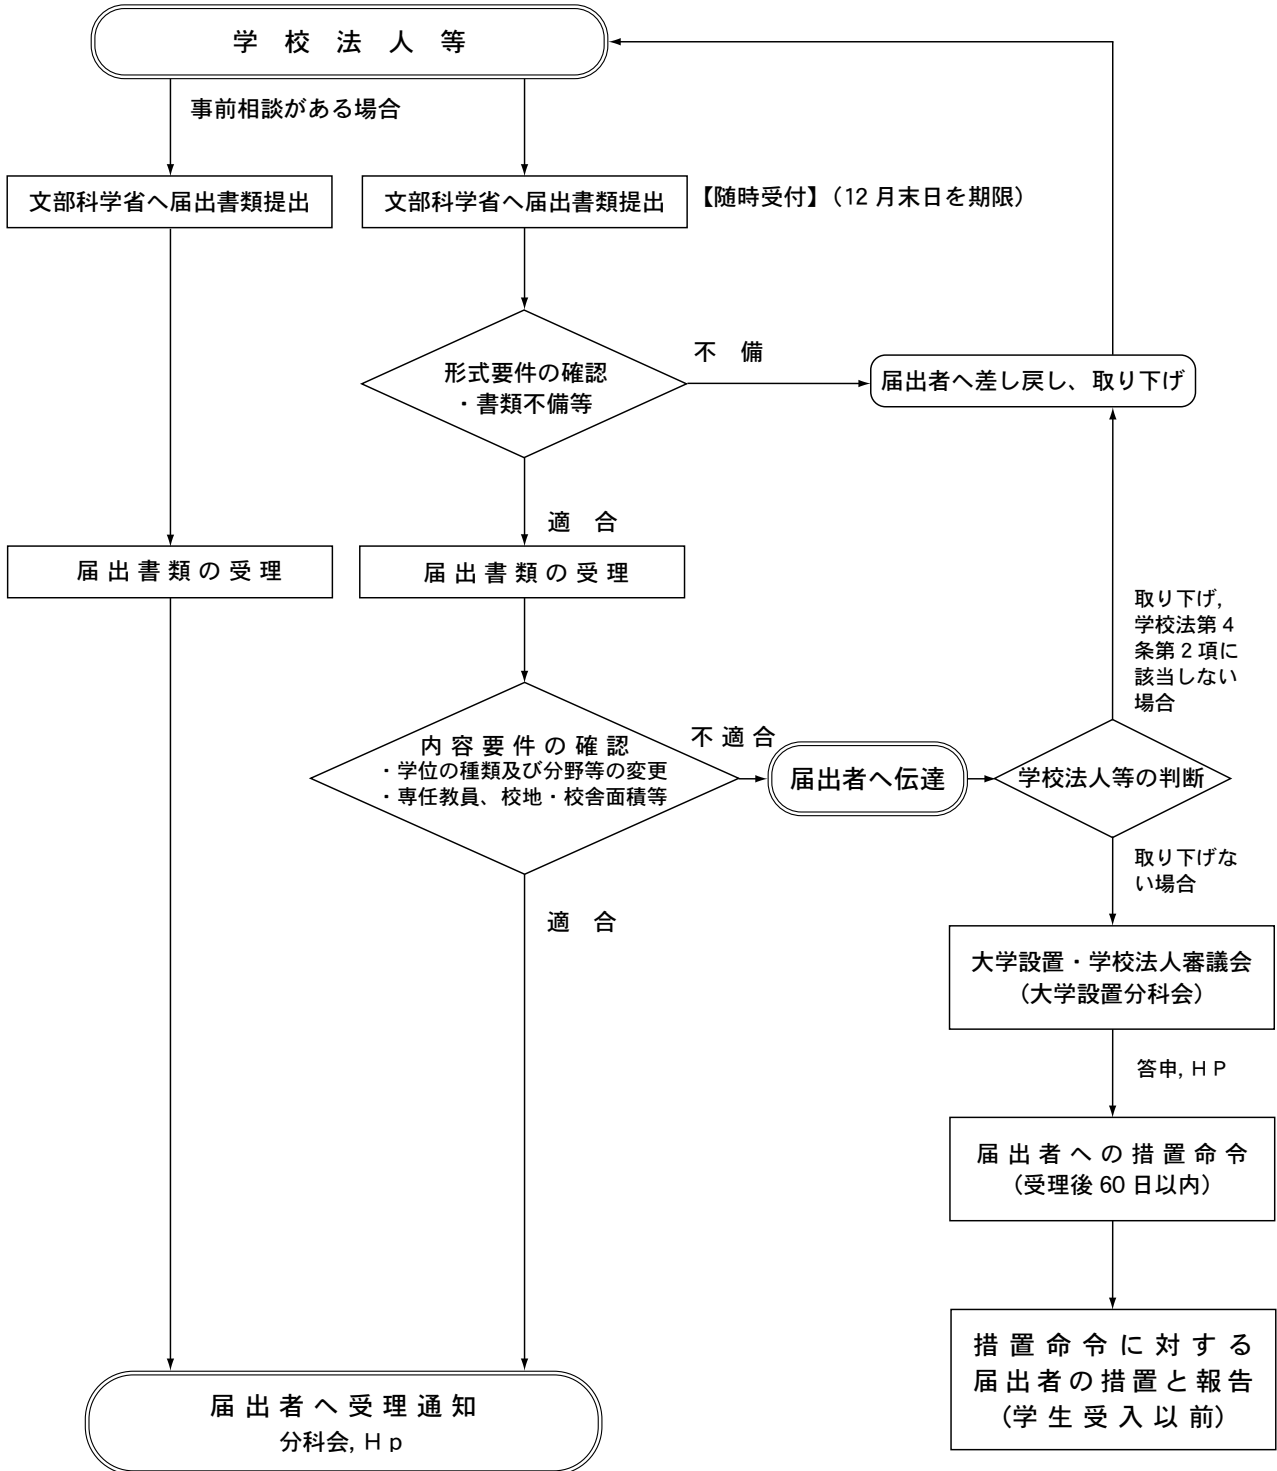 学校法人等
事前相談がある場合
文部科学省へ届出書類提出
文部科学省へ届出書類提出
【随時受付】（12月末日を期限）
形式要件の確認
・書類不備等
不備
届出者へ差し戻し、取り下げ
適合
届出書類の受理
届出書類の受理
取り下げ,
学校法第4
条第2項に
該当しない
場合
内容要件の確認
・学位の種類及び分野等の変更
・専任教員、校地・校舎面積等
不適合
届出者へ伝達
学校法人等の判断
取り下げな
い場合
適合
大学設置・学校法人審議会
（大学設置分科会）
答申, HP
届出者への措置命令
（受理後60日以内）
措置命令に対する
届出者の措置と報告
（学生受入以前）
届出者へ受理通知
分科会, Hp